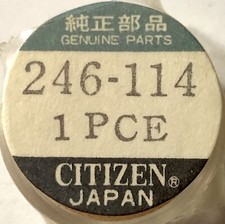 純正部品
GENUINE PARTS
246-114
1 PCE
CITIZEN®
JAPAN